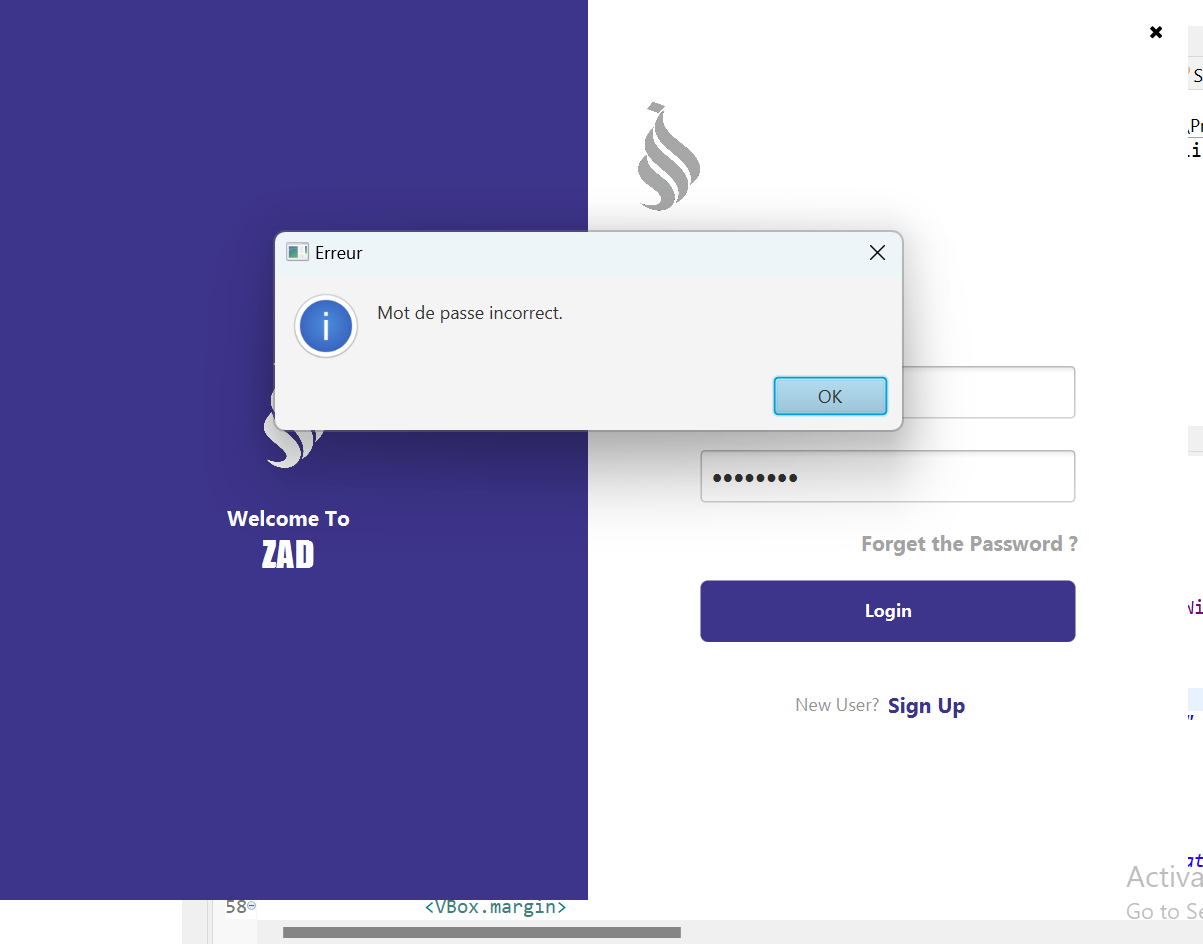 Erreur
Mot de passe incorrect.
OK
Welcome To
ZAD
Forget the Password ?
Login
New User? Sign Up
58
<VBox.margin>
Activa
Go to Se